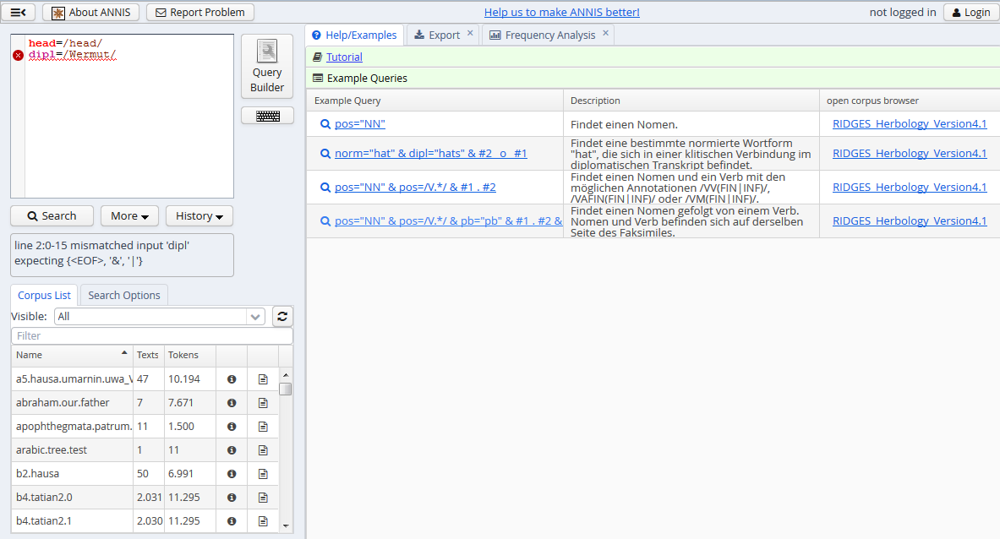 About ANNIS
Report Problem
Help us to make ANNIS better!
not logged in
Login
head=/head/
dipl=/Wermut/
Query
Builder
Search
More
History
line 2:0-15 mismatched input 'dipl'
expecting {<EOF>, '&', '|'}
Corpus List
Search Options
Visible:
All
Filter
Name Texts Tokens
a5.hausa.umarnin.uwa_V 47 10.194
abraham.our.father 7 7.671
apophthegmata.patrum. 11 1.500
arabic.tree.test 1 11
b2.hausa 50 6.991
b4.tatian2.0 2.031 11.295
b4.tatian2.1 2.030 11.295
Help/Examples
Export
Frequency Analysis
Tutorial
Example Queries
Example Query
Description
open corpus browser
pos="NN"
Findet einen Nomen.
RIDGES_Herbology_Version4.1
norm="hat" & dipl="hats" & #2 _o_ #1
Findet eine bestimmte normierte Wortform
"hat", die sich in einer klitischen Verbindung im
diplomatischen Transkript befindet.
RIDGES_Herbology_Version4.1
pos="NN" & pos=/V.*/ & #1 . #2
Findet einen Nomen und ein Verb mit den
möglichen Annotationen /VV(FIN|INF)/,
/VAFIN(FIN|INF)/ oder /VM(FIN|INF)/.
RIDGES_Herbology_Version4.1
pos="NN" & pos=/V.*/ & pb="pb" & #1 . #2 &
Findet einen Nomen gefolgt von einem Verb.
Nomen und Verb befinden sich auf derselben
Seite des Faksimiles.
RIDGES_Herbology_Version4.1